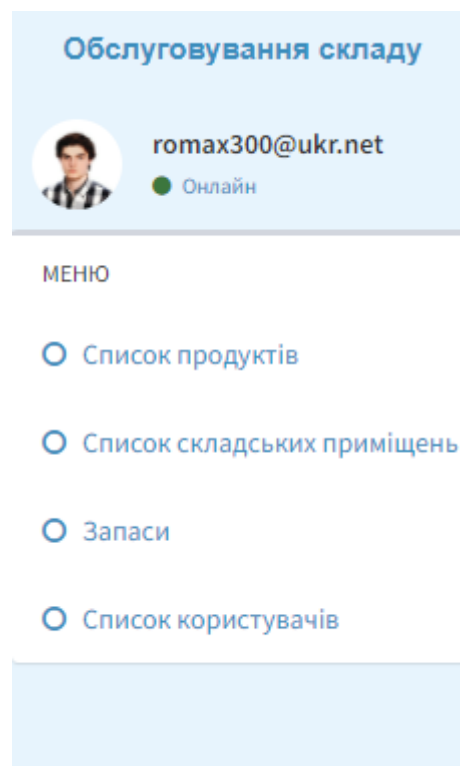 Обслуговування складу
romax300@ukr.net
Онлайн
МЕНЮ
Список продуктів
Список складських приміщень
Запаси
Список користувачів